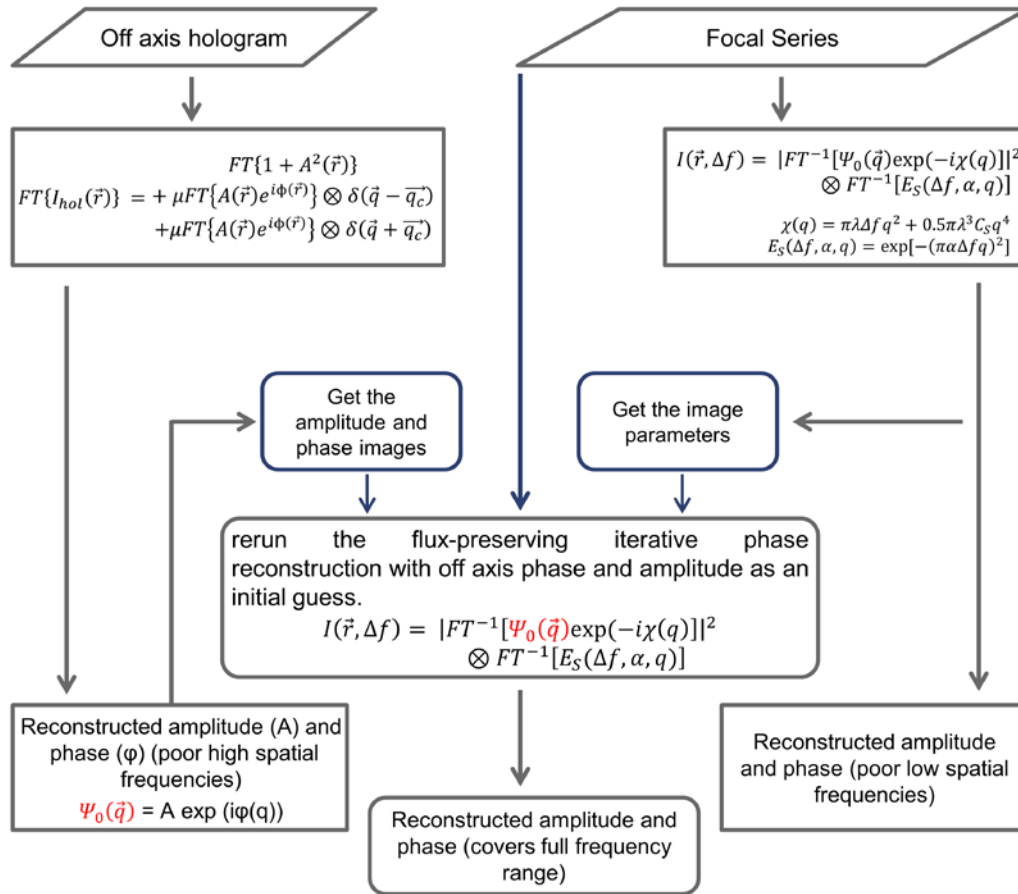 Off axis hologram
Focal Series
FT{1 + A²(r⃗)}
FT{I_hol(r⃗)} = + μFT{A(r⃗)e^{iϕ(r⃗)}} ⊗ δ(q⃗ − q_c⃗)
+μFT{A(r⃗)e^{iϕ(r⃗)}} ⊗ δ(q⃗ + q_c⃗)
I(r⃗, Δf) = |FT⁻¹[Ψ₀(q⃗)exp(−iχ(q)]|²
⊗ FT⁻¹[E_S(Δf, α, q)]
χ(q) = πλΔfq² + 0.5πλ³C_Sq⁴
E_S(Δf, α, q) = exp[−(παΔfq)²]
Get the
amplitude and
phase images
Get the image
parameters
rerun the flux-preserving iterative phase
reconstruction with off axis phase and amplitude as an
initial guess.
I(r⃗, Δf) = |FT⁻¹[Ψ₀(q⃗)exp(−iχ(q)]|²
⊗ FT⁻¹[E_S(Δf, α, q)]
Reconstructed amplitude (A) and
phase (φ) (poor high spatial
frequencies)
Ψ₀(q⃗) = A exp (iφ(q))
Reconstructed amplitude
and phase (poor low spatial
frequencies)
Reconstructed amplitude and
phase (covers full frequency
range)